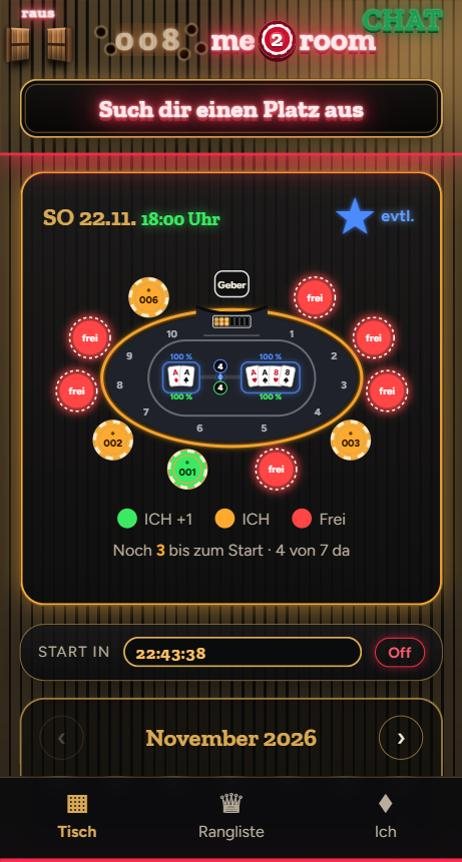 raus
008
me 2 room
CHAT
Such dir einen Platz aus
SO 22.11. 18:00 Uhr
evtl.
Geber
006
frei
frei
frei
10
1
9
2
100 %
100 %
frei
8
A A
4
4
A A 8 8
3
frei
100 %
100 %
7
4
002
6
5
003
001
frei
ICH +1
ICH
Frei
Noch 3 bis zum Start · 4 von 7 da
START IN
22:43:38
Off
‹
November 2026
›
Tisch
Rangliste
Ich